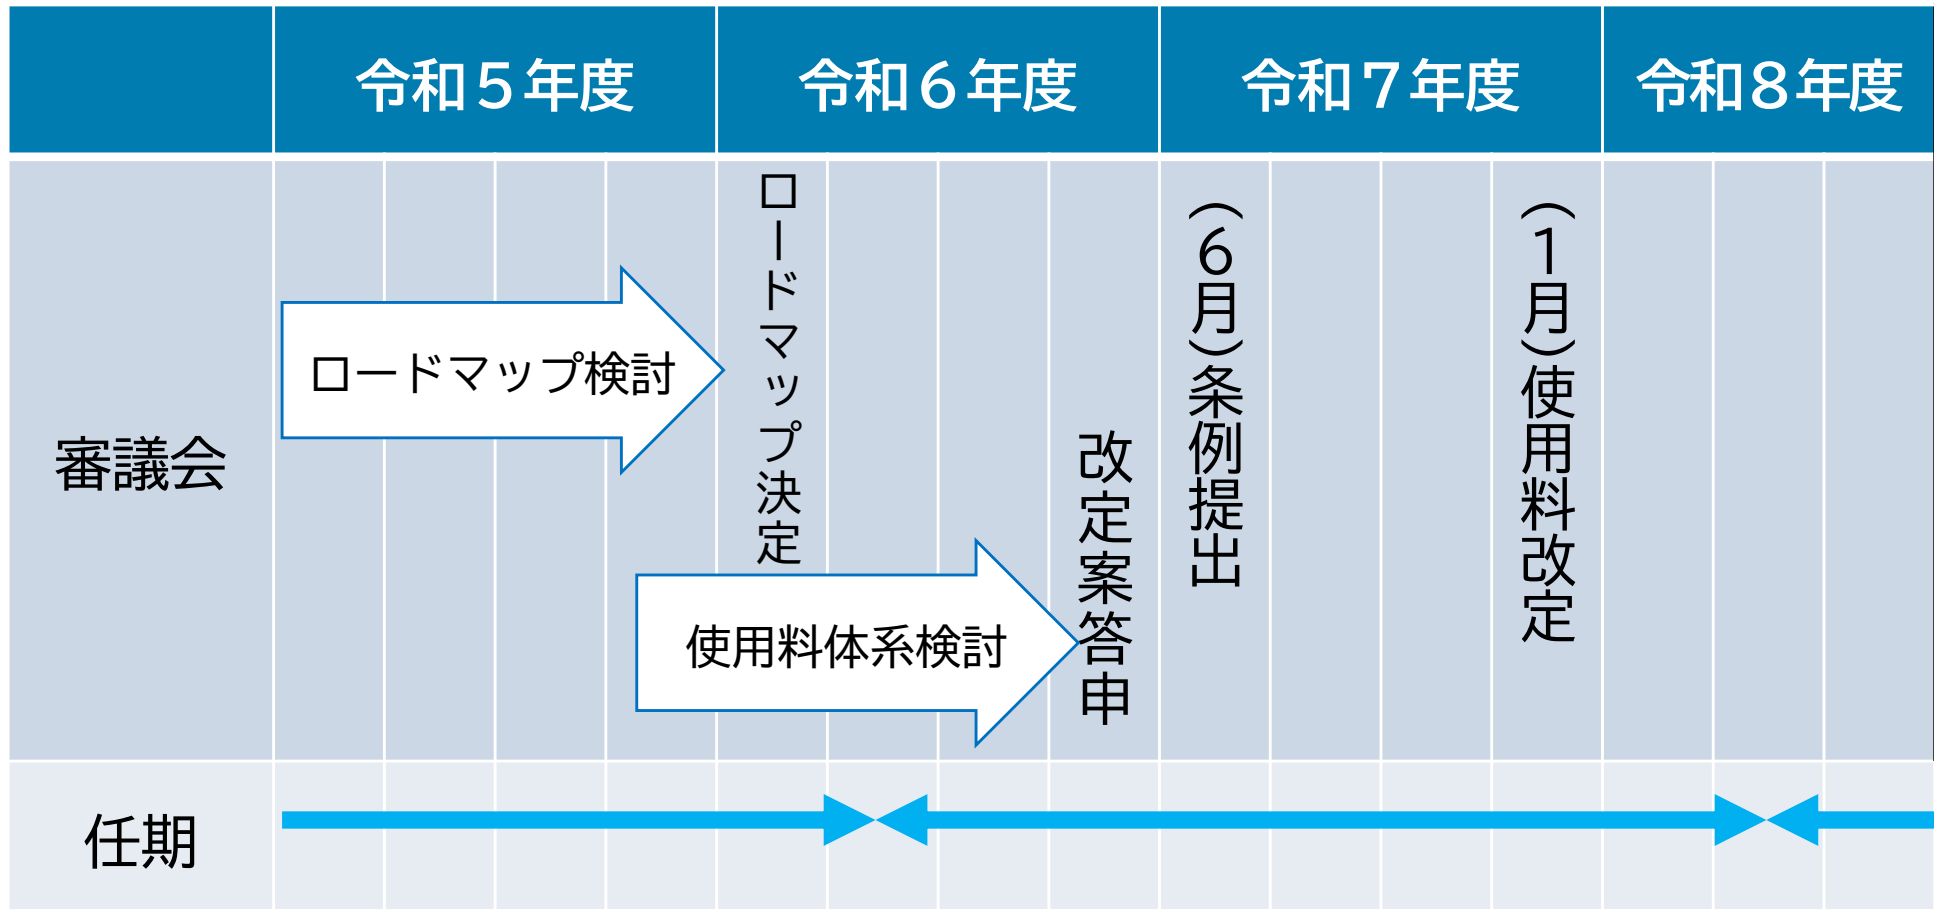 令和５年度
令和６年度
令和７年度
令和８年度
審議会
ロードマップ検討
ロードマップ決定
使用料体系検討
改定案答申
（６月）条例提出
（１月）使用料改定
任期